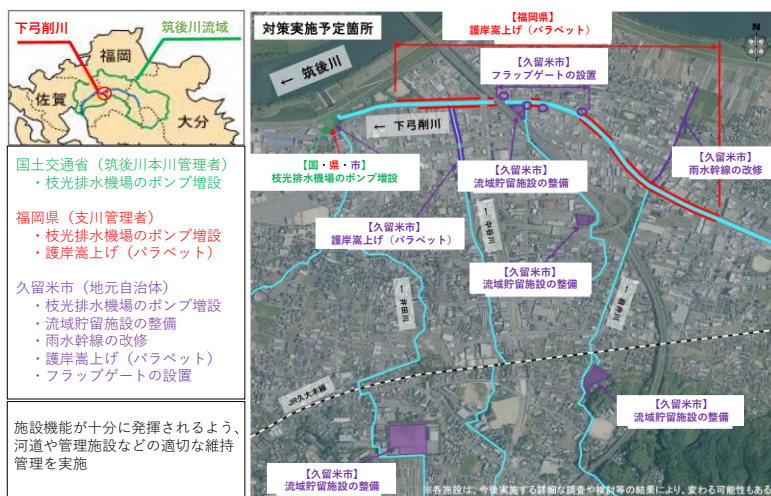 下弓削川
筑後川流域
福岡
佐賀
大分
国土交通省（筑後川本川管理者）
・枝光排水機場のポンプ増設
福岡県（支川管理者）
・枝光排水機場のポンプ増設
・護岸嵩上げ（パラペット）
久留米市（地元自治体）
・枝光排水機場のポンプ増設
・流域貯留施設の整備
・雨水幹線の改修
・護岸嵩上げ（パラペット）
・フラップゲートの設置
施設機能が十分に発揮されるよう、
河道や管理施設などの適切な維持
管理を実施
対策実施予定箇所
【福岡県】
護岸嵩上げ（パラペット）
← 筑後川
【久留米市】
フラップゲートの設置
← 下弓削川
【国・県・市】
枝光排水機場のポンプ増設
【久留米市】
流域貯留施設の整備
【久留米市】
雨水幹線の改修
【久留米市】
護岸嵩上げ（パラペット）
【久留米市】
流域貯留施設の整備
← 井田川
JR久大本線
【久留米市】
流域貯留施設の整備
【久留米市】
流域貯留施設の整備
※各施設は、今後実施する詳細な調査や検討等の結果により、変わる可能性もある